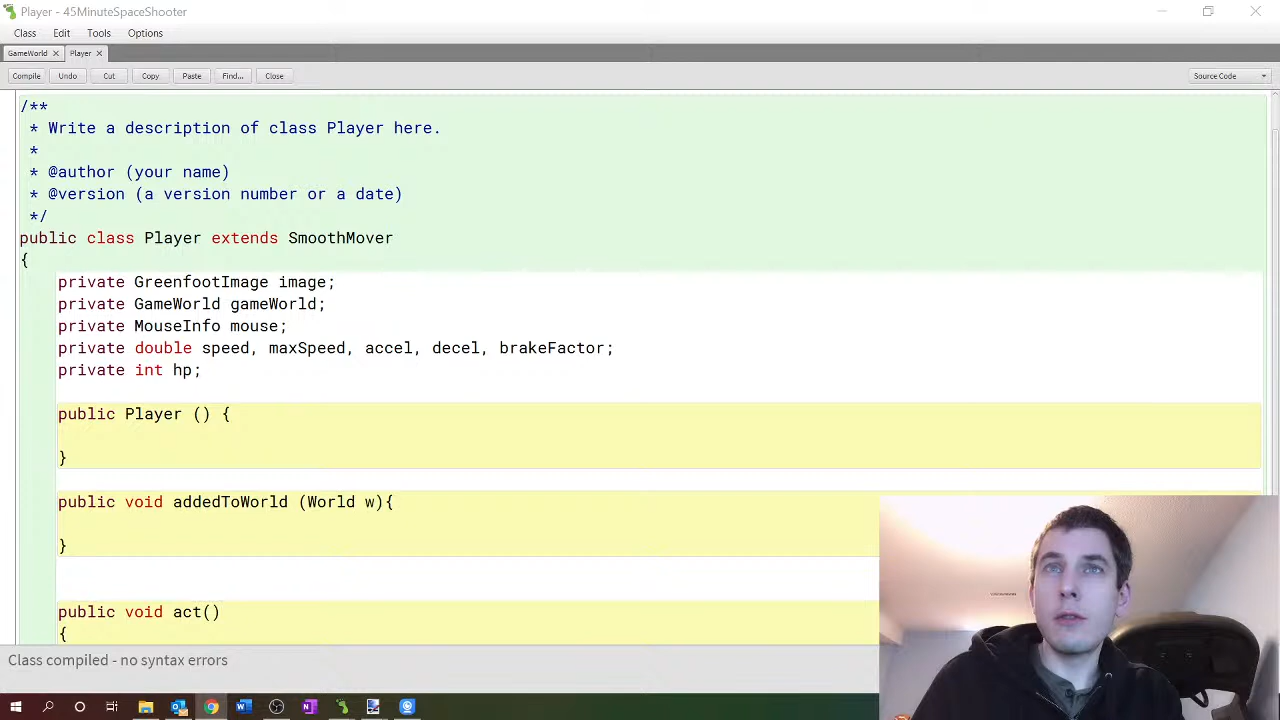 Player - 45MinuteSpaceShooter
Class Edit Tools Options
GameWorld × Player ×
Compile Undo Cut Copy Paste Find... Close Source Code
/**
* Write a description of class Player here.
*
* @author (your name)
* @version (a version number or a date)
*/
public class Player extends SmoothMover
{
private GreenfootImage image;
private GameWorld gameWorld;
private MouseInfo mouse;
private double speed, maxSpeed, accel, decel, brakeFactor;
private int hp;
public Player () {
}
public void addedToWorld (World w){
}
public void act()
{
Class compiled - no syntax errors